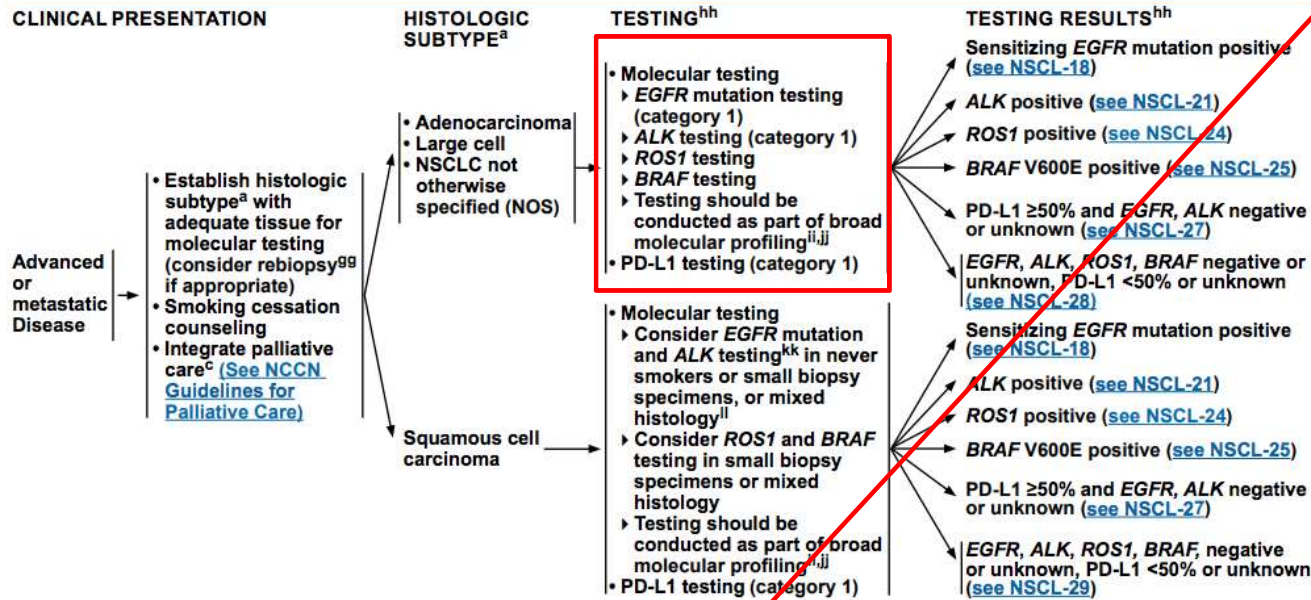 CLINICAL PRESENTATION
HISTOLOGIC
SUBTYPEᵃ
TESTINGʰʰ
TESTING RESULTSʰʰ
Advanced
or
metastatic
Disease
• Establish histologic
subtypeᵃ with
adequate tissue for
molecular testing
(consider rebiopsyᵍᵍ
if appropriate)
• Smoking cessation
counseling
• Integrate palliative
careᶜ (See NCCN
Guidelines for
Palliative Care)
• Adenocarcinoma
• Large cell
• NSCLC not
otherwise
specified (NOS)
• Molecular testing
▸ EGFR mutation testing
(category 1)
▸ ALK testing (category 1)
▸ ROS1 testing
▸ BRAF testing
▸ Testing should be
conducted as part of broad
molecular profilingⁱⁱ,ʲʲ
• PD-L1 testing (category 1)
Sensitizing EGFR mutation positive
(see NSCL-18)
ALK positive (see NSCL-21)
ROS1 positive (see NSCL-24)
BRAF V600E positive (see NSCL-25)
PD-L1 ≥50% and EGFR, ALK negative
or unknown (see NSCL-27)
EGFR, ALK, ROS1, BRAF negative or
unknown, PD-L1 <50% or unknown
(see NSCL-28)
Squamous cell
carcinoma
• Molecular testing
▸ Consider EGFR mutation
and ALK testingᵏᵏ in never
smokers or small biopsy
specimens, or mixed
histologyˡˡ
▸ Consider ROS1 and BRAF
testing in small biopsy
specimens or mixed
histology
▸ Testing should be
conducted as part of broad
molecular profilingⁱⁱ,ʲʲ
• PD-L1 testing (category 1)
Sensitizing EGFR mutation positive
(see NSCL-18)
ALK positive (see NSCL-21)
ROS1 positive (see NSCL-24)
BRAF V600E positive (see NSCL-25)
PD-L1 ≥50% and EGFR, ALK negative
or unknown (see NSCL-27)
EGFR, ALK, ROS1, BRAF, negative
or unknown, PD-L1 <50% or unknown
(see NSCL-29)